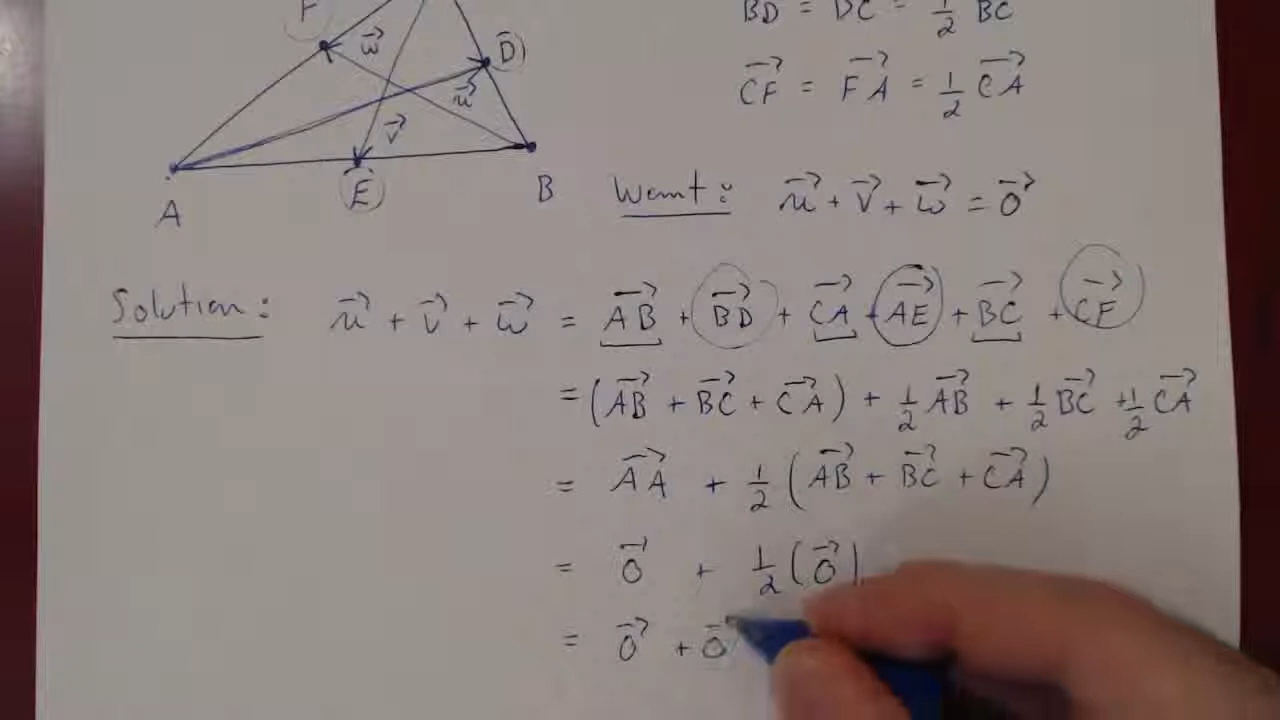 F
BD⃗ = DC⃗ = 1/2 BC⃗
w⃗
D
u⃗
CF⃗ = FA⃗ = 1/2 CA⃗
v⃗
E
B
A
Want: u⃗ + v⃗ + w⃗ = 0⃗
Solution: u⃗ + v⃗ + w⃗ = AB⃗ + BD⃗ + CA⃗ + AE⃗ + BC⃗ + CF⃗
= (AB⃗ + BC⃗ + CA⃗) + 1/2 AB⃗ + 1/2 BC⃗ + 1/2 CA⃗
= AA⃗ + 1/2 (AB⃗ + BC⃗ + CA⃗)
= 0⃗ + 1/2 (0⃗)
= 0⃗ + 0⃗